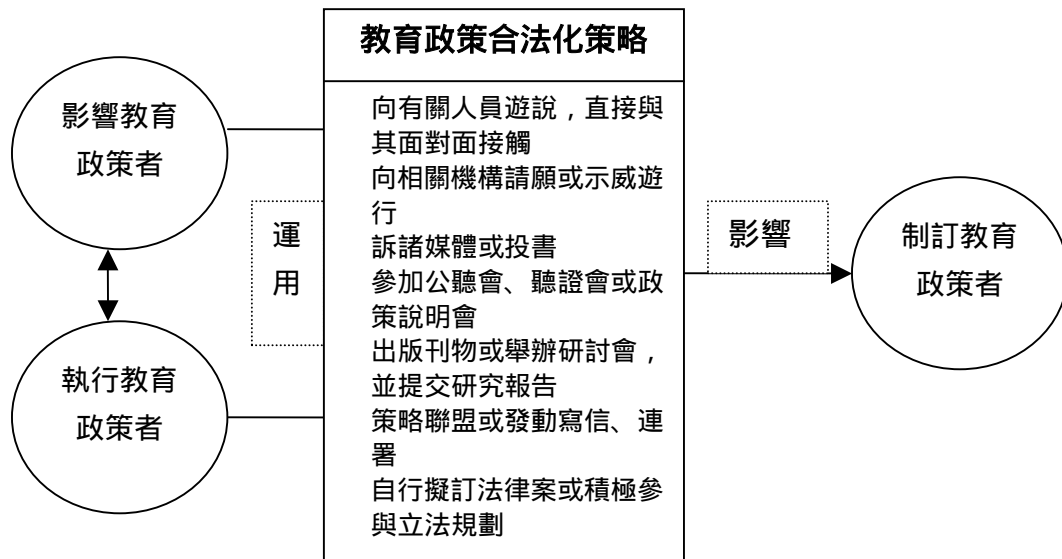 教育政策合法化策略
影響教育
政策者
執行教育
政策者
運
用
向有關人員遊說，直接與
其面對面接觸
向相關機構請願或示威遊
行
訴諸媒體或投書
參加公聽會、聽證會或政
策說明會
出版刊物或舉辦研討會，
並提交研究報告
策略聯盟或發動寫信、連
署
自行擬訂法律案或積極參
與立法規劃
影響
制訂教育
政策者